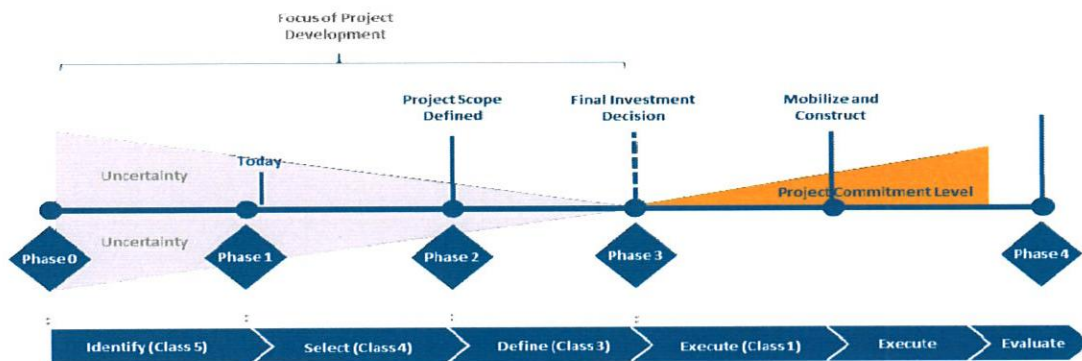 Focus of Project
Development
Project Scope
Defined
Final Investment
Decision
Mobilize and
Construct
Today
Uncertainty
Project Commitment Level
Uncertainty
Phase 0
Phase 1
Phase 2
Phase 3
Phase 4
Identify (Class 5)
Select (Class 4)
Define (Class 3)
Execute (Class 1)
Execute
Evaluate